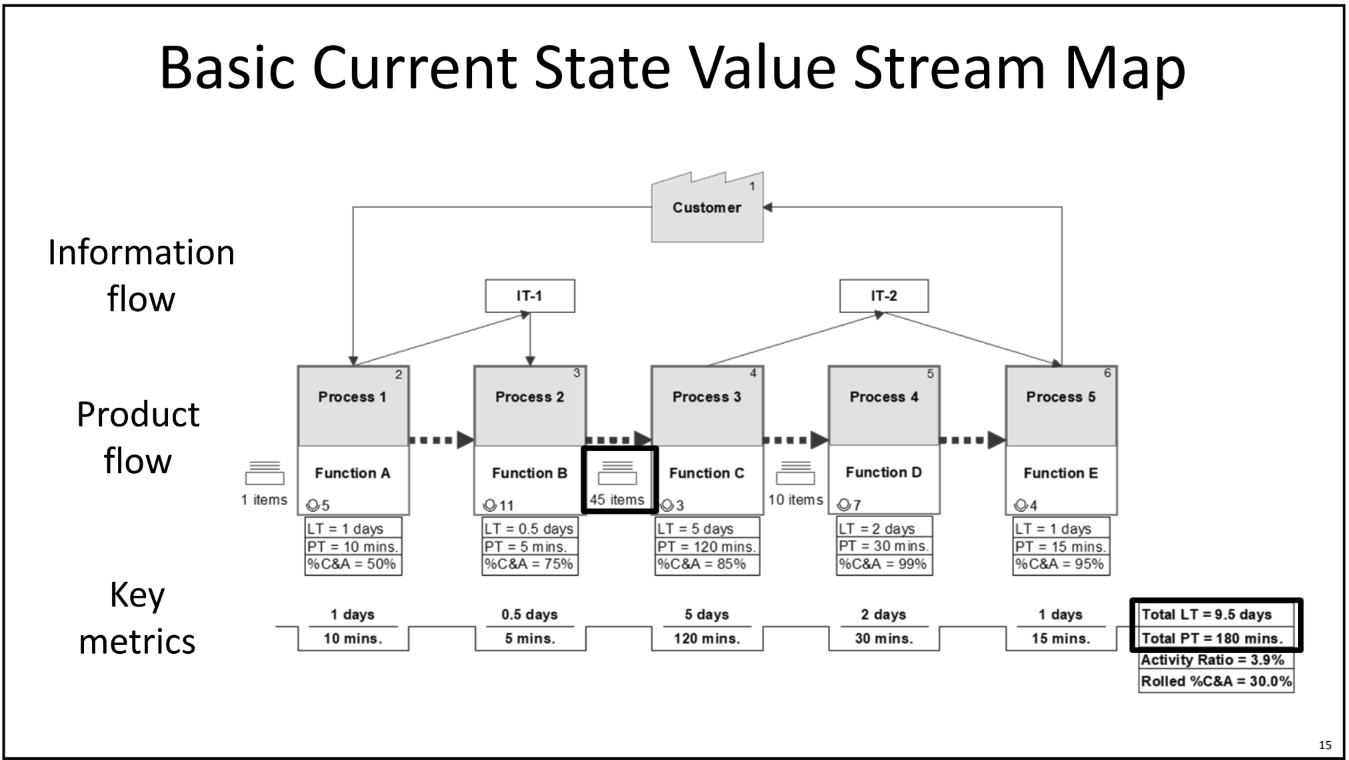 Basic Current State Value Stream Map
Information
flow
1
Customer
IT-1
IT-2
Product
flow
2
Process 1
Function A
5
3
Process 2
Function B
11
4
Process 3
Function C
3
5
Process 4
Function D
7
6
Process 5
Function E
4
1 items
45 items
10 items
LT = 1 days
PT = 10 mins.
%C&A = 50%
LT = 0.5 days
PT = 5 mins.
%C&A = 75%
LT = 5 days
PT = 120 mins.
%C&A = 85%
LT = 2 days
PT = 30 mins.
%C&A = 99%
LT = 1 days
PT = 15 mins.
%C&A = 95%
Key
metrics
1 days
10 mins.
0.5 days
5 mins.
5 days
120 mins.
2 days
30 mins.
1 days
15 mins.
Total LT = 9.5 days
Total PT = 180 mins.
Activity Ratio = 3.9%
Rolled %C&A = 30.0%
15